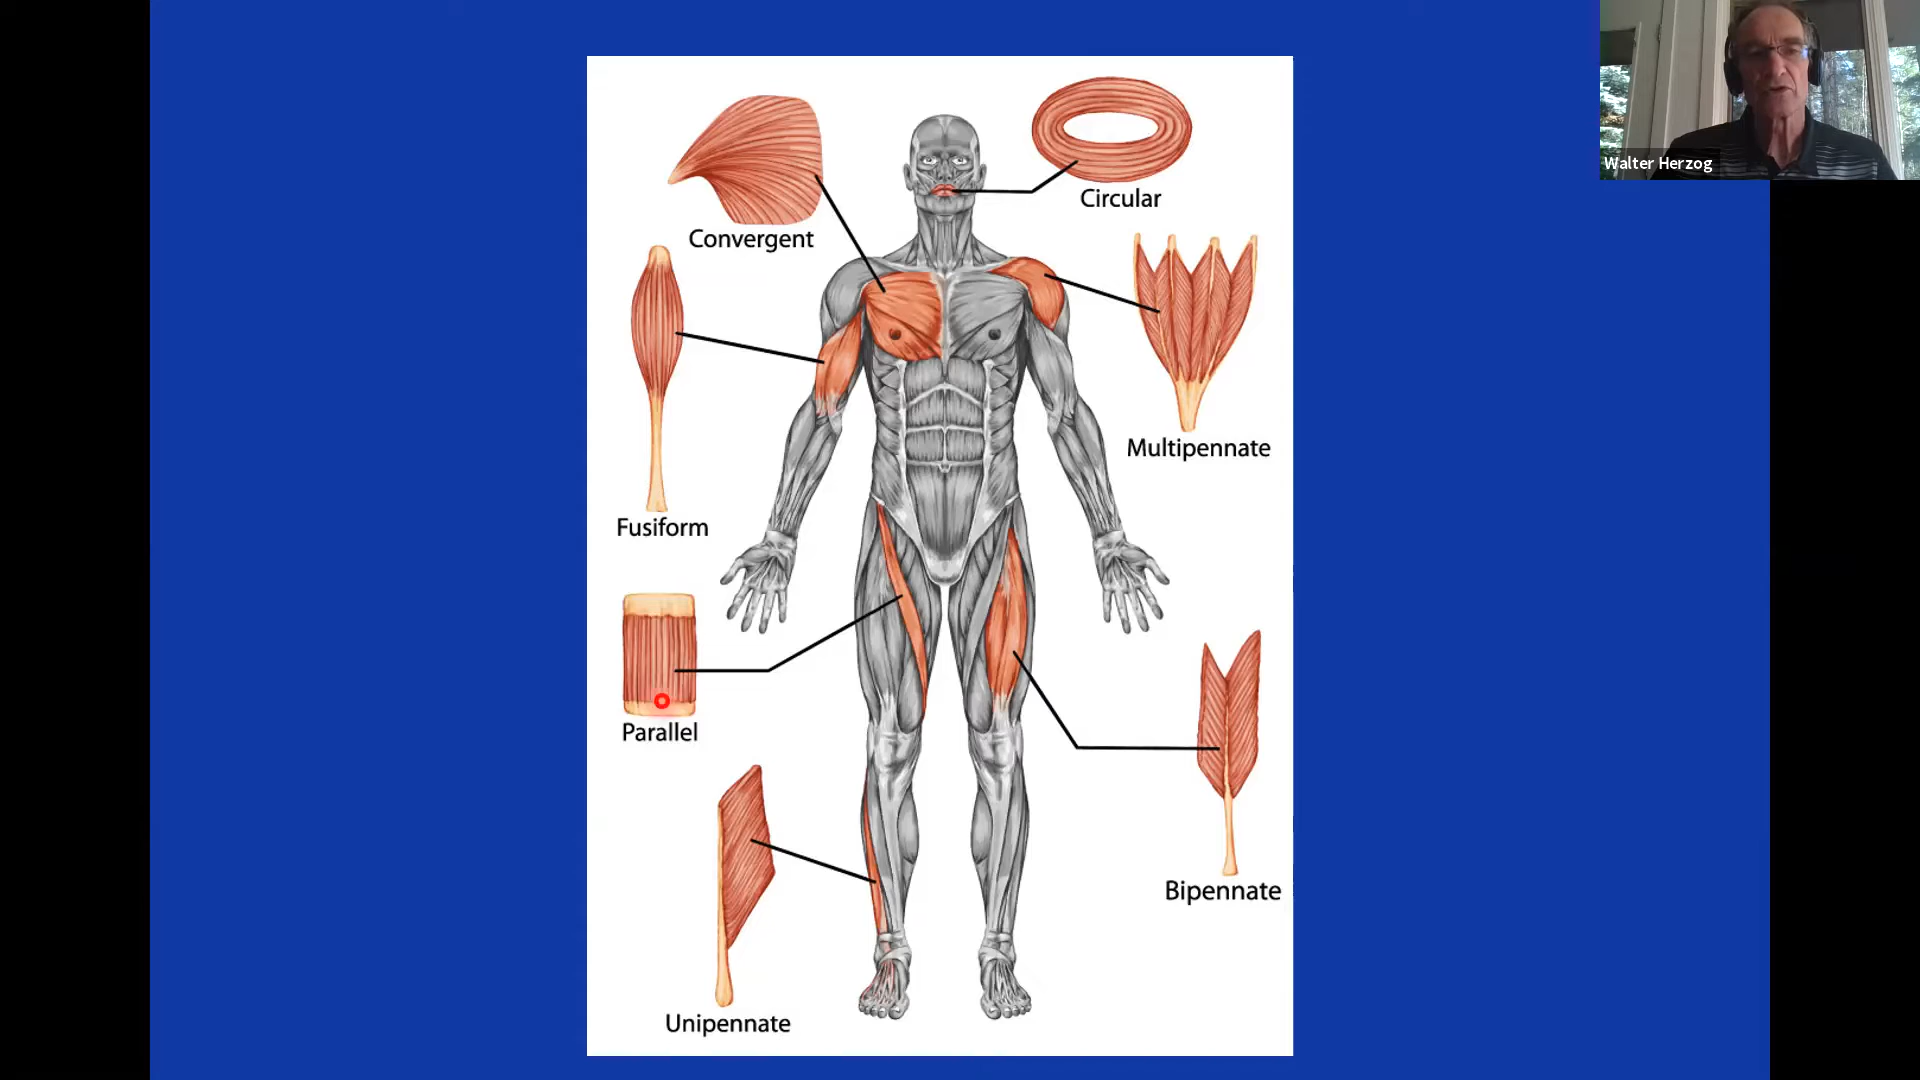 Walter Herzog
Circular
Convergent
Multipennate
Fusiform
Parallel
Bipennate
Unipennate